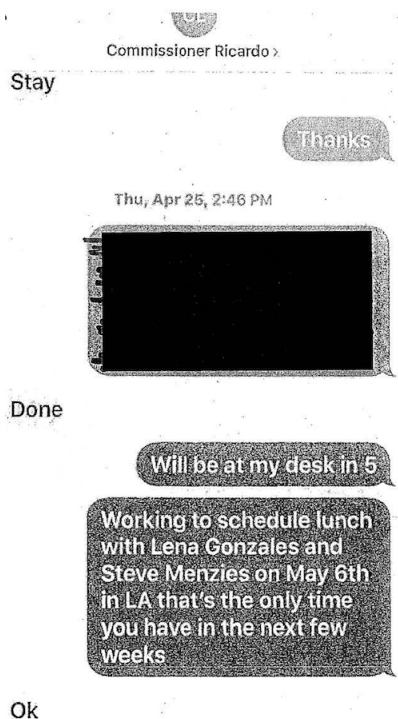 CL
Commissioner Ricardo >
Stay
Thanks
Thu, Apr 25, 2:46 PM
Done
Will be at my desk in 5
Working to schedule lunch
with Lena Gonzales and
Steve Menzies on May 6th
in LA that's the only time
you have in the next few
weeks
Ok